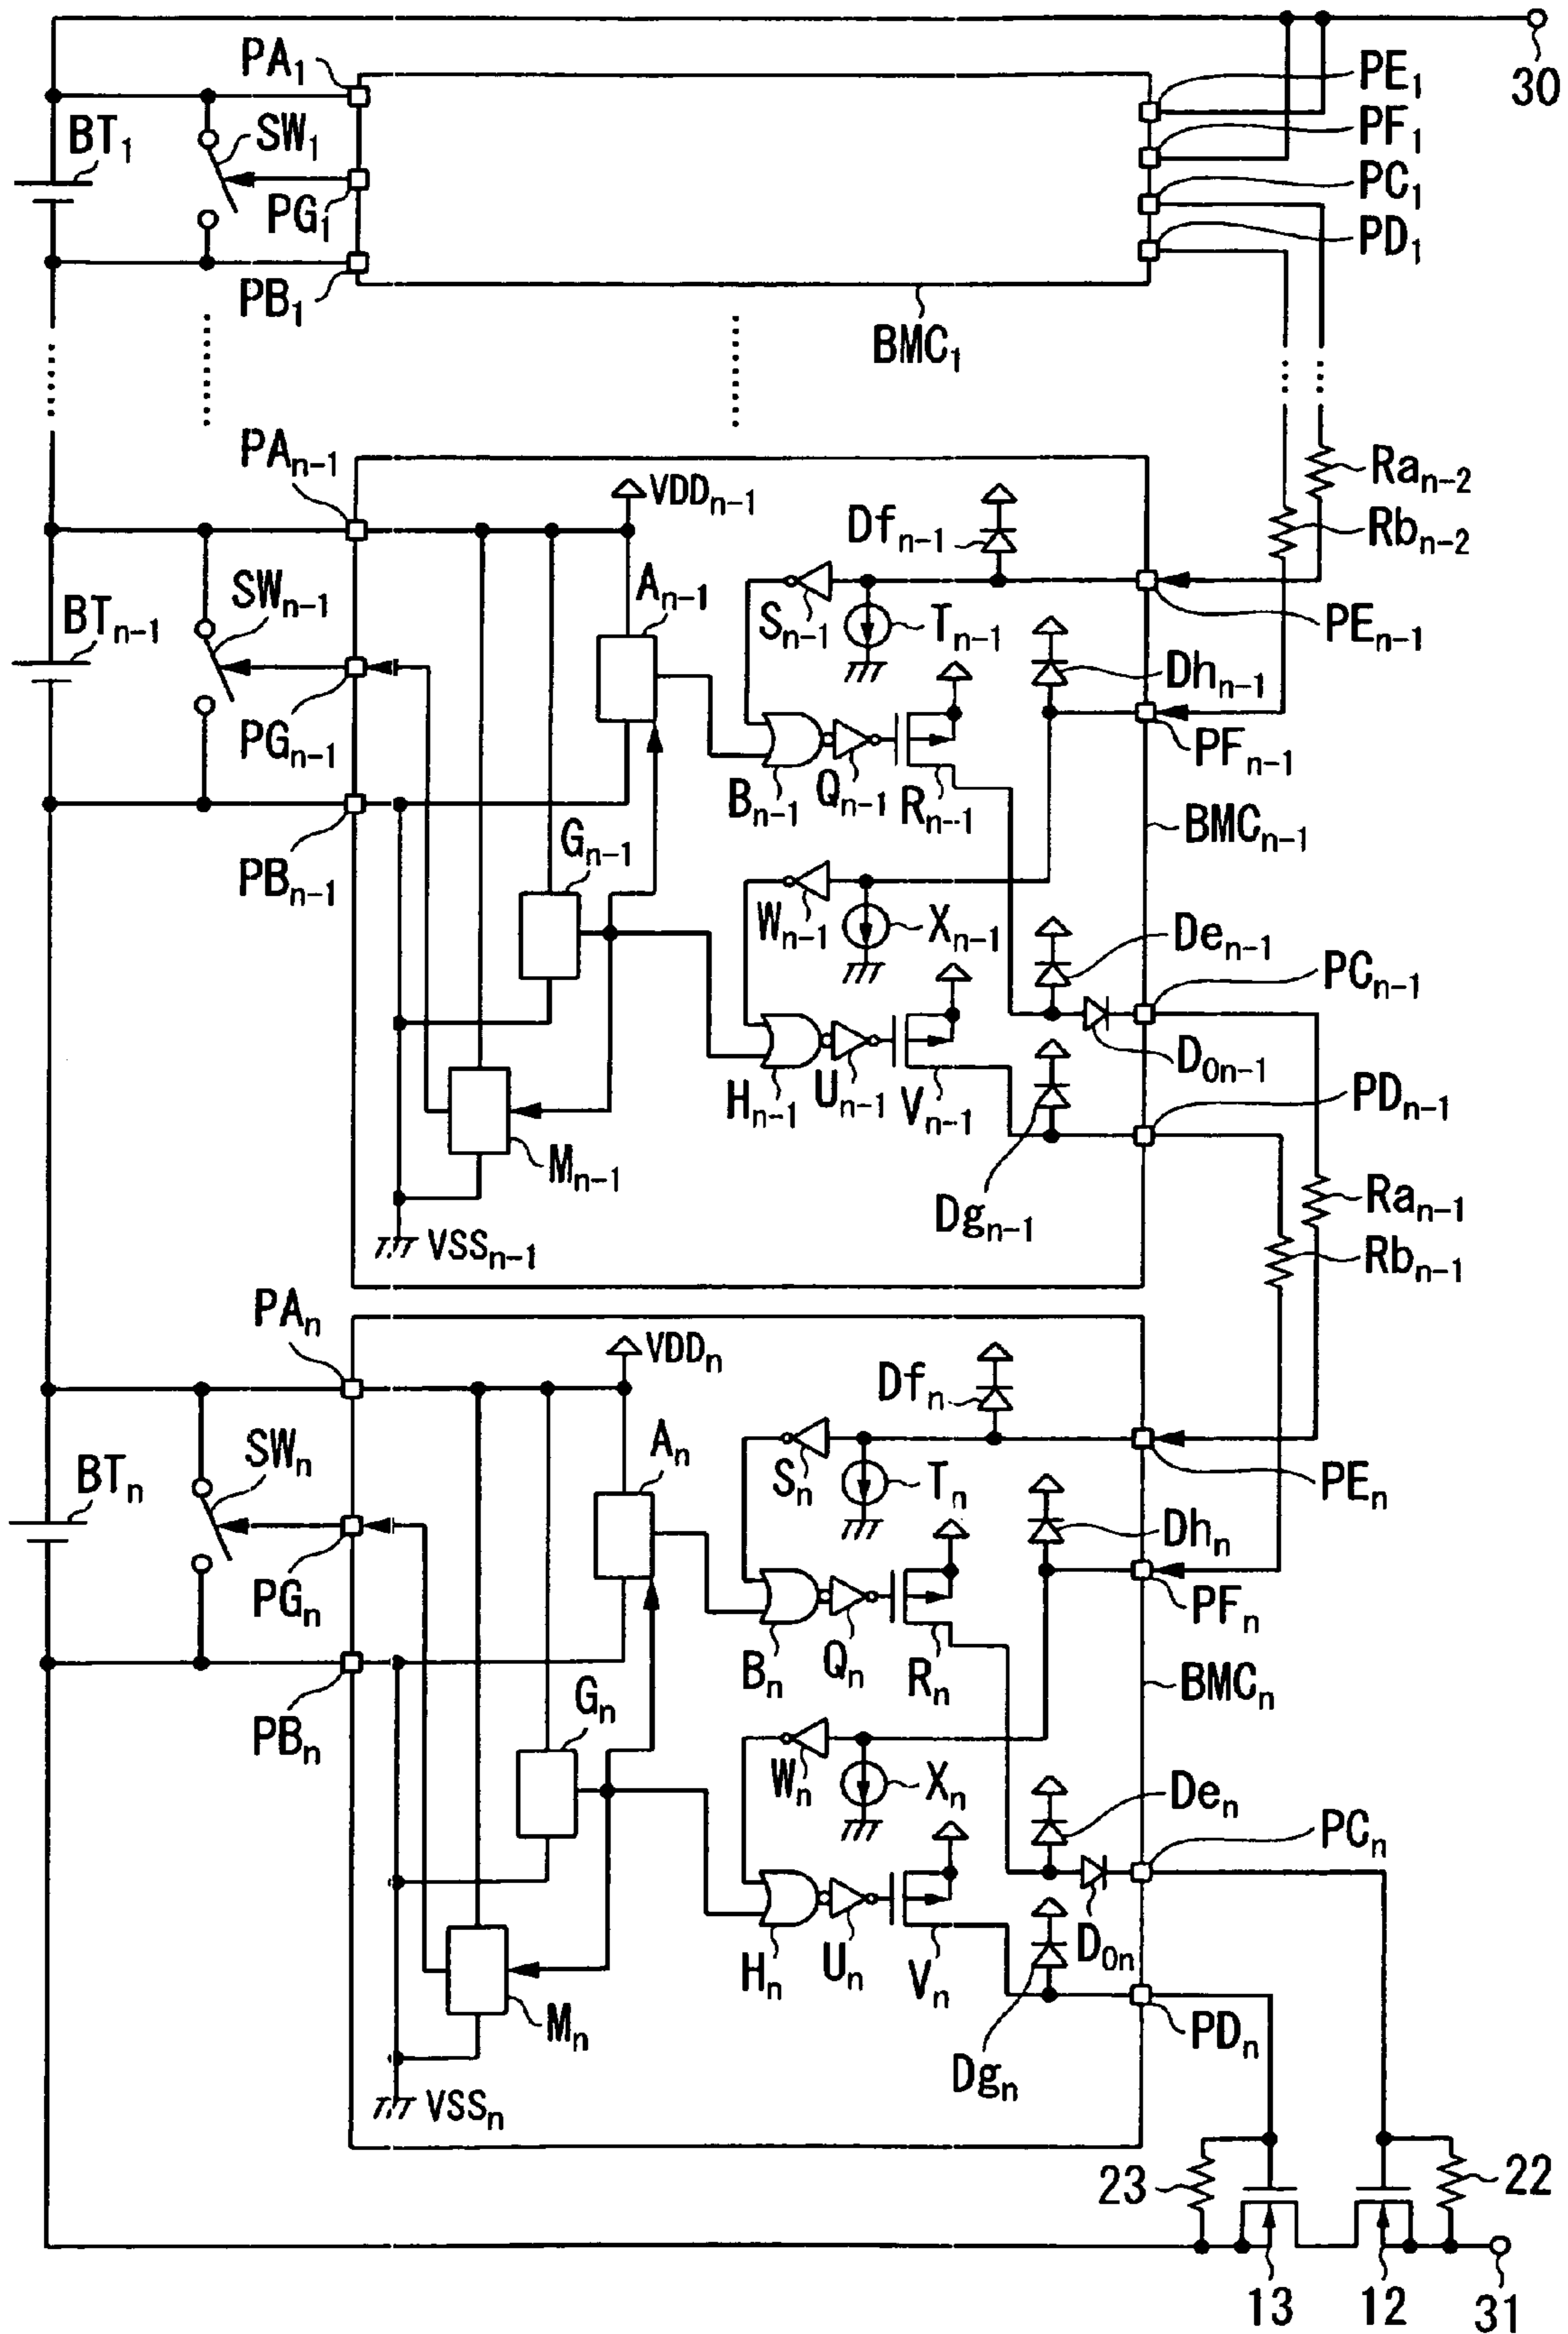 30
PA1
PE1
BT1
SW1
PF1
PG1
PC1
PB1
PD1
BMC1
PAn-1
VDDn-1
Dfn-1
Ran-2
Rbn-2
BTn-1
SWn-1
An-1
Sn-1
Tn-1
PEn-1
PGn-1
Dhn-1
PFn-1
Bn-1
Qn-1
Rn-1
BMCn-1
PBn-1
Gn-1
Wn-1
Xn-1
Den-1
PCn-1
Hn-1
Un-1
Vn-1
D0n-1
PDn-1
Mn-1
Dgn-1
Ran-1
VSSn-1
Rbn-1
PAn
VDDn
Dfn
BTn
SWn
An
Sn
Tn
PEn
PGn
Dhn
PFn
Bn
Qn
Rn
BMCn
PBn
Gn
Wn
Xn
Den
PCn
Hn
Un
Vn
D0n
Mn
PDn
VSSn
Dgn
23
22
13
12
31